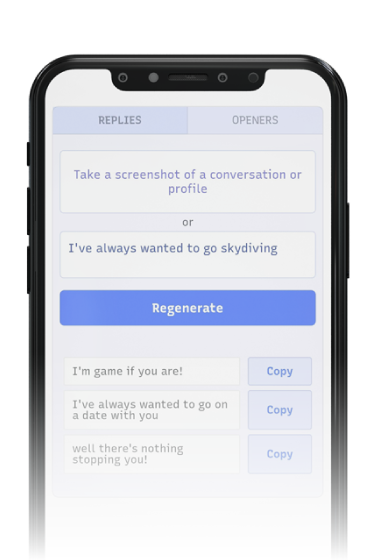 REPLIES
OPENERS
Take a screenshot of a conversation or
profile
or
I've always wanted to go skydiving
Regenerate
I'm game if you are!
Copy
I've always wanted to go on
a date with you
Copy
well there's nothing
stopping you!
Copy